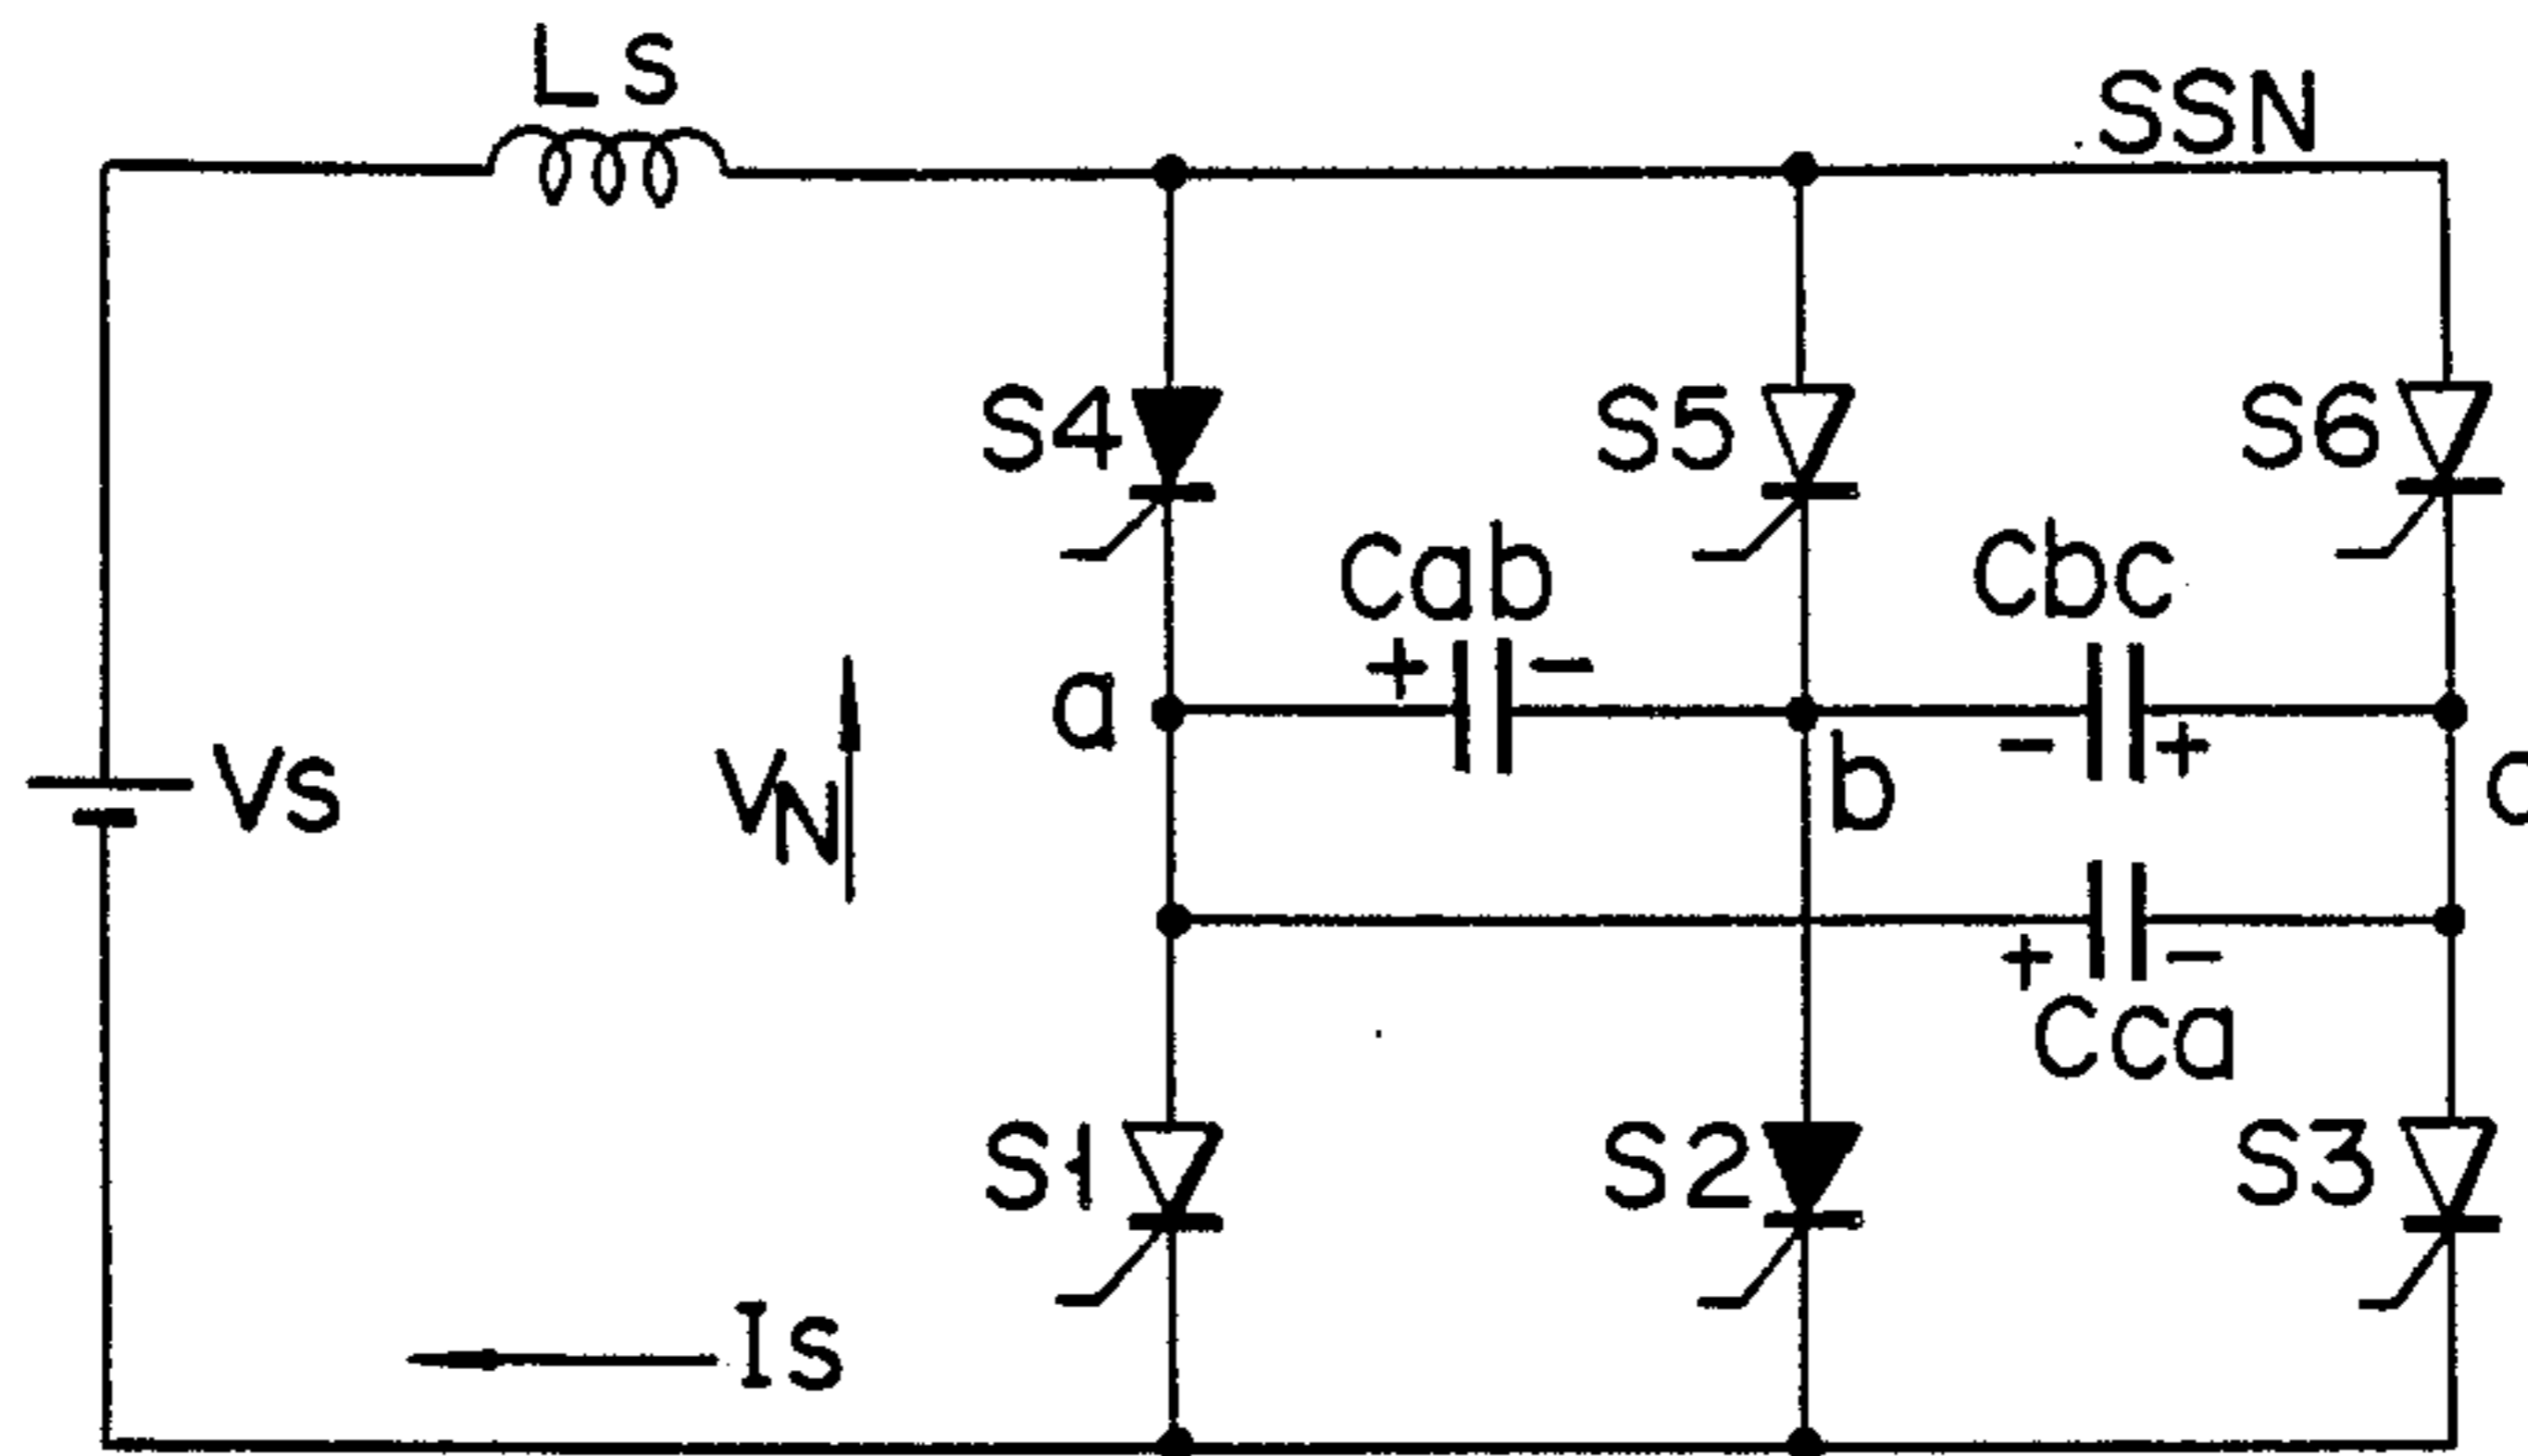 Ls
SSN
S4
S5
S6
Cab
Cbc
+ -
a
- +
b
Vs
VN
+ -
Cca
S1
S2
S3
Is